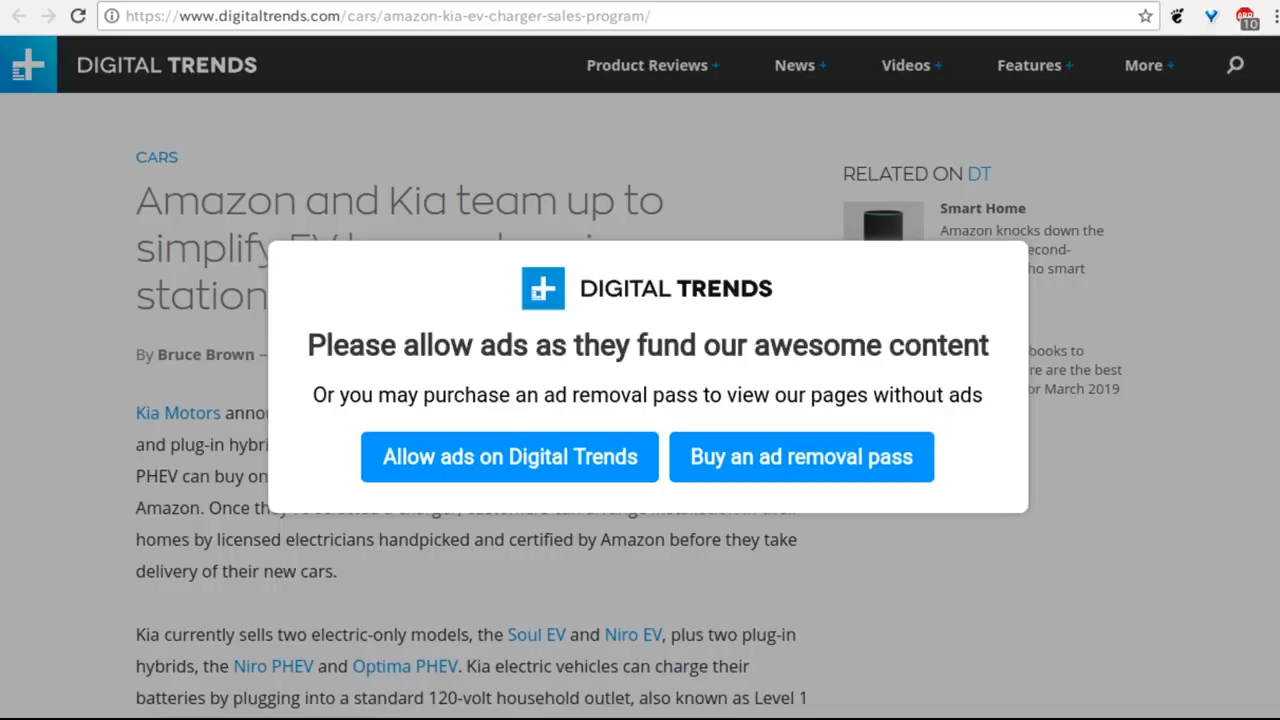 https://www.digitaltrends.com/cars/amazon-kia-ev-charger-sales-program/
10
DIGITAL TRENDS
Product Reviews +
News +
Videos +
Features +
More +
CARS
Amazon and Kia team up to
simplify EV
station
By Bruce Brown —
Kia Motors
and plug-in hybri
PHEV can buy on
Amazon. Once
homes by licensed electricians handpicked and certified by Amazon before they take
delivery of their new cars.
Kia currently sells two electric-only models, the Soul EV and Niro EV, plus two plug-in
hybrids, the Niro PHEV and Optima PHEV. Kia electric vehicles can charge their
batteries by plugging into a standard 120-volt household outlet, also known as Level 1
RELATED ON DT
Smart Home
Amazon knocks down the
econd-
ho smart
books to
re are the best
or March 2019
DIGITAL TRENDS
Please allow ads as they fund our awesome content
Or you may purchase an ad removal pass to view our pages without ads
Allow ads on Digital Trends
Buy an ad removal pass